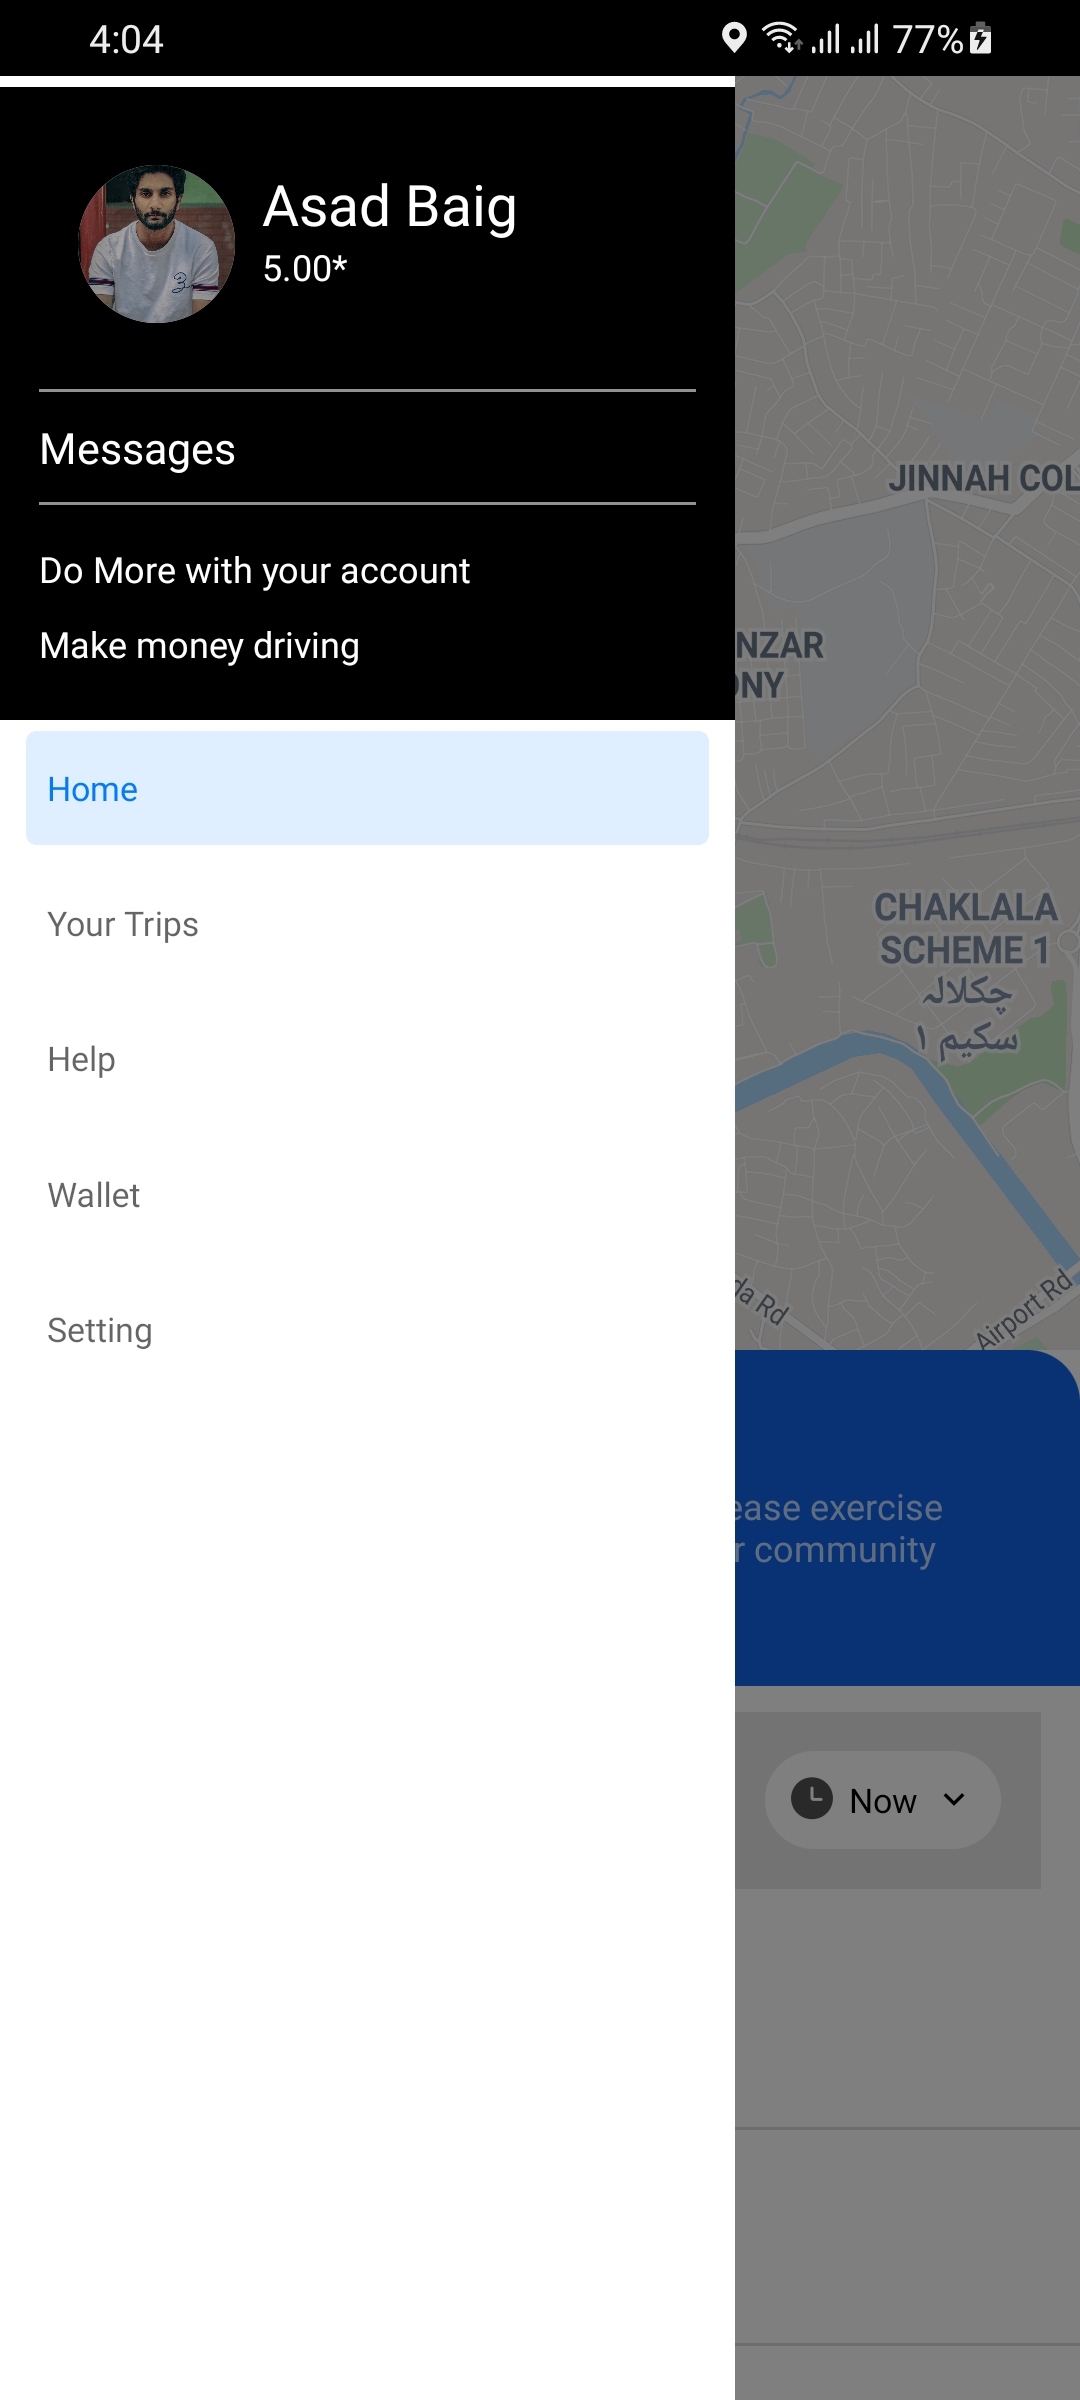 4:04
77%
Asad Baig
5.00*
Messages
Do More with your account
Make money driving
Home
Your Trips
Help
Wallet
Setting
JINNAH COL
NZAR
ONY
CHAKLALA
SCHEME 1
چکلالہ
سکیم ۱
da Rd
Airport Rd
ease exercise
r community
Now